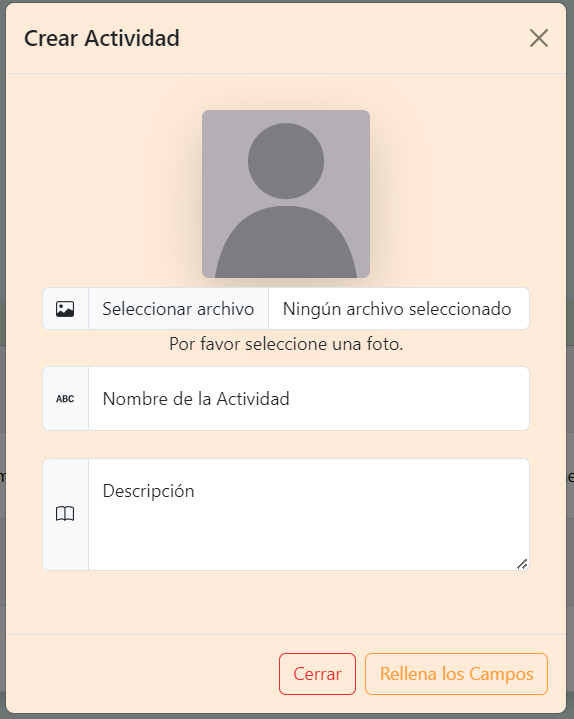 Crear Actividad
Seleccionar archivo Ningún archivo seleccionado
Por favor seleccione una foto.
ABC Nombre de la Actividad
Descripción
Cerrar Rellena los Campos